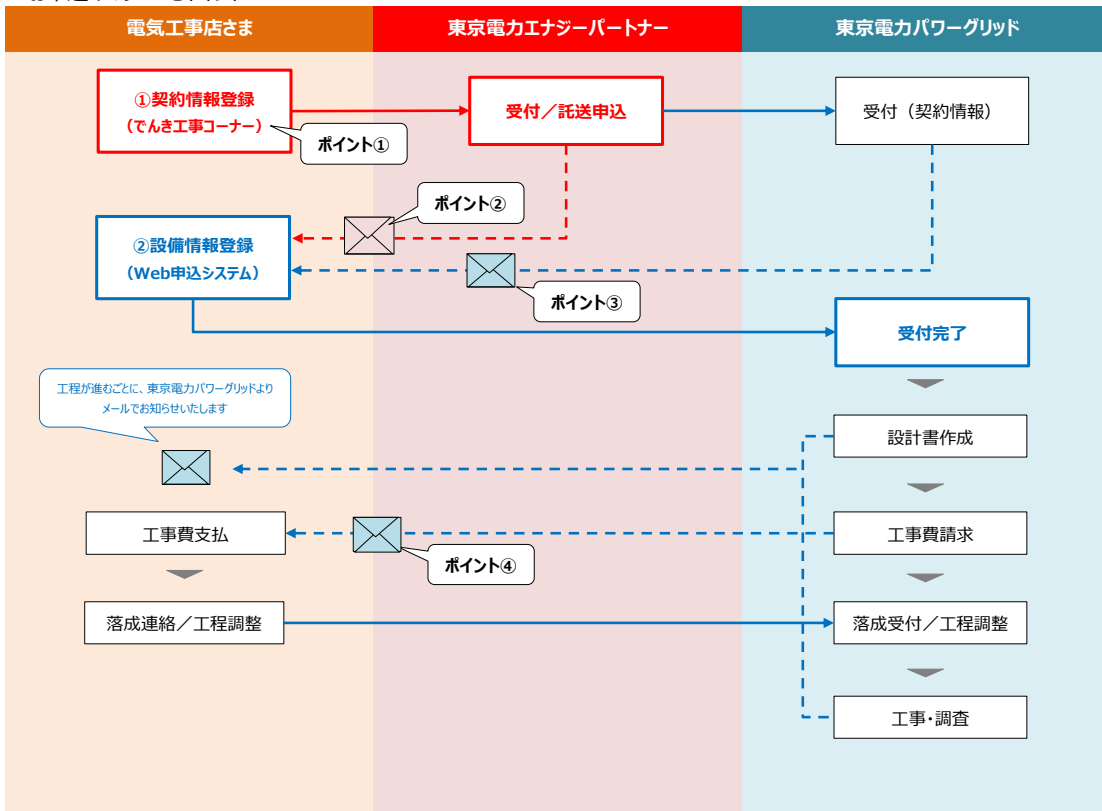 電気工事店さま
東京電力エナジーパートナー
東京電力パワーグリッド
①契約情報登録
（でんき工事コーナー）
ポイント①
受付／託送申込
受付（契約情報）
ポイント②
②設備情報登録
（Web申込システム）
ポイント③
受付完了
工程が進むごとに、東京電力パワーグリッドより
メールでお知らせいたします
設計書作成
工事費支払
ポイント④
工事費請求
落成連絡／工程調整
落成受付／工程調整
工事・調査